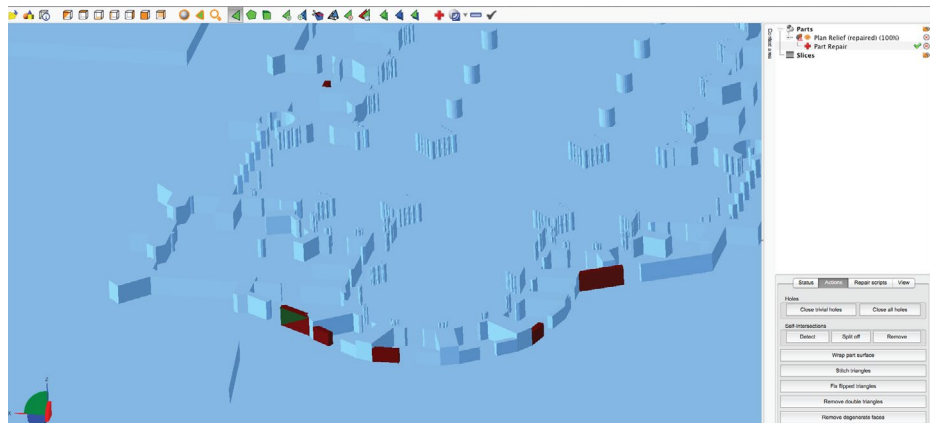 Parts
Plan Relief (repaired) (100%)
Part Repair
Slices
Context area
Status Actions Repair scripts View
Holes
Close trivial holes Close all holes
Self-intersections
Detect Split off Remove
Wrap part surface
Stitch triangles
Fix flipped triangles
Remove double triangles
Remove degenerate faces
z
x